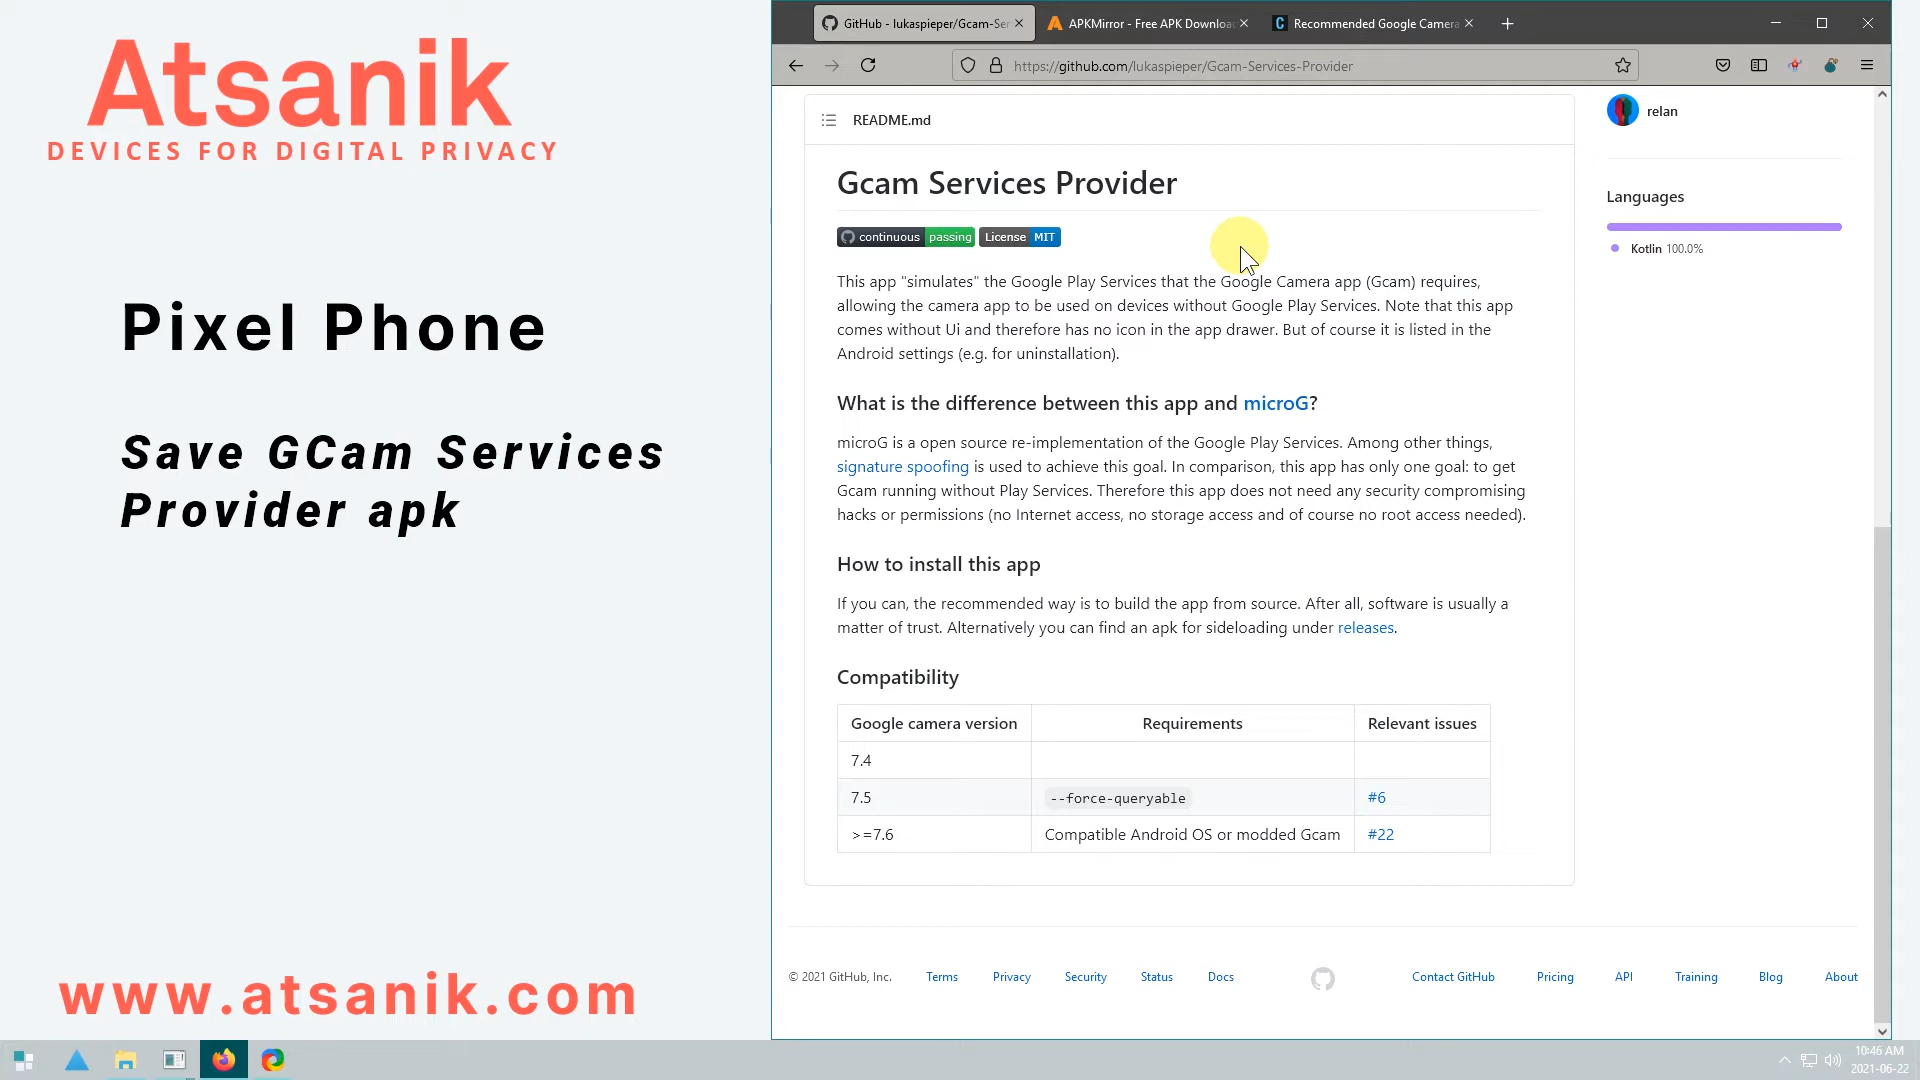 Atsanik
DEVICES FOR DIGITAL PRIVACY
Pixel Phone
Save GCam Services
Provider apk
www.atsanik.com
GitHub - lukaspieper/Gcam-Ser
APKMirror - Free APK Downloa
Recommended Google Camera
https://github.com/lukaspieper/Gcam-Services-Provider
README.md
Gcam Services Provider
continuous passing License MIT
This app "simulates" the Google Play Services that the Google Camera app (Gcam) requires,
allowing the camera app to be used on devices without Google Play Services. Note that this app
comes without Ui and therefore has no icon in the app drawer. But of course it is listed in the
Android settings (e.g. for uninstallation).
What is the difference between this app and microG?
microG is a open source re-implementation of the Google Play Services. Among other things,
signature spoofing is used to achieve this goal. In comparison, this app has only one goal: to get
Gcam running without Play Services. Therefore this app does not need any security compromising
hacks or permissions (no Internet access, no storage access and of course no root access needed).
How to install this app
If you can, the recommended way is to build the app from source. After all, software is usually a
matter of trust. Alternatively you can find an apk for sideloading under releases.
Compatibility
Google camera version Requirements Relevant issues
7.4
7.5 --force-queryable #6
>=7.6 Compatible Android OS or modded Gcam #22
relan
Languages
Kotlin 100.0%
© 2021 GitHub, Inc. Terms Privacy Security Status Docs Contact GitHub Pricing API Training Blog About
10:46 AM
2021-06-22